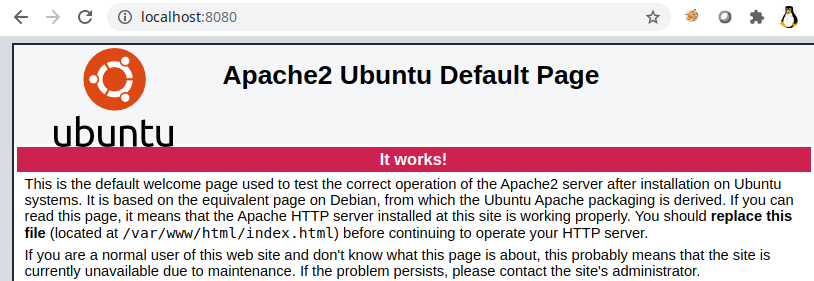 localhost:8080
Apache2 Ubuntu Default Page
ubuntu
It works!
This is the default welcome page used to test the correct operation of the Apache2 server after installation on Ubuntu
systems. It is based on the equivalent page on Debian, from which the Ubuntu Apache packaging is derived. If you can
read this page, it means that the Apache HTTP server installed at this site is working properly. You should replace this
file (located at /var/www/html/index.html) before continuing to operate your HTTP server.
If you are a normal user of this web site and don't know what this page is about, this probably means that the site is
currently unavailable due to maintenance. If the problem persists, please contact the site's administrator.